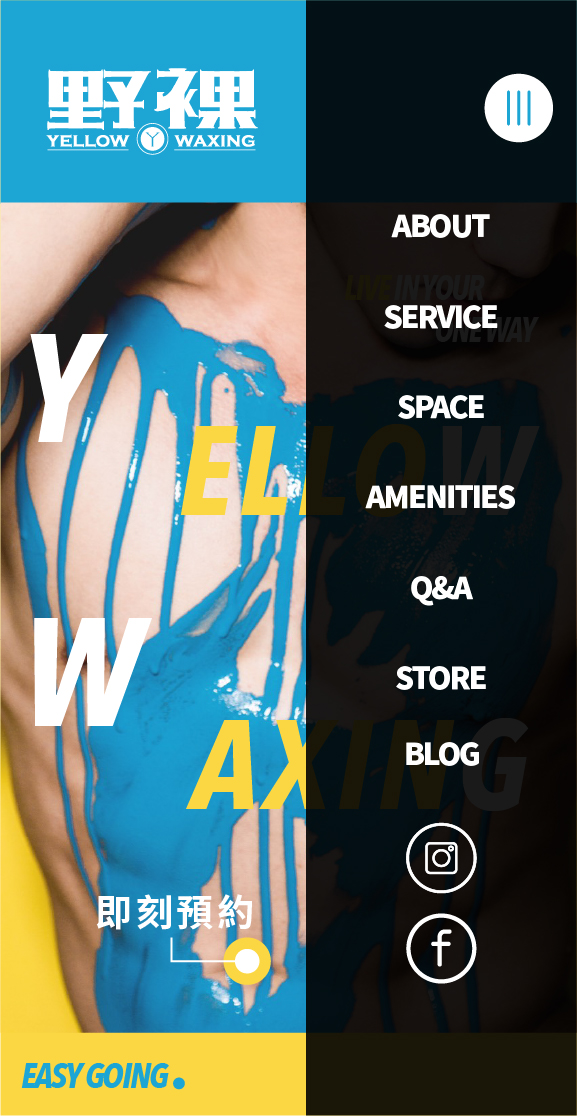 野裸
YELLOW Y WAXING
ABOUT
LIVE IN YOUR
SERVICE
ONE WAY
Y
SPACE
ELLOW
AMENITIES
Q&A
W
STORE
AXING
BLOG
即刻預約
EASY GOING.